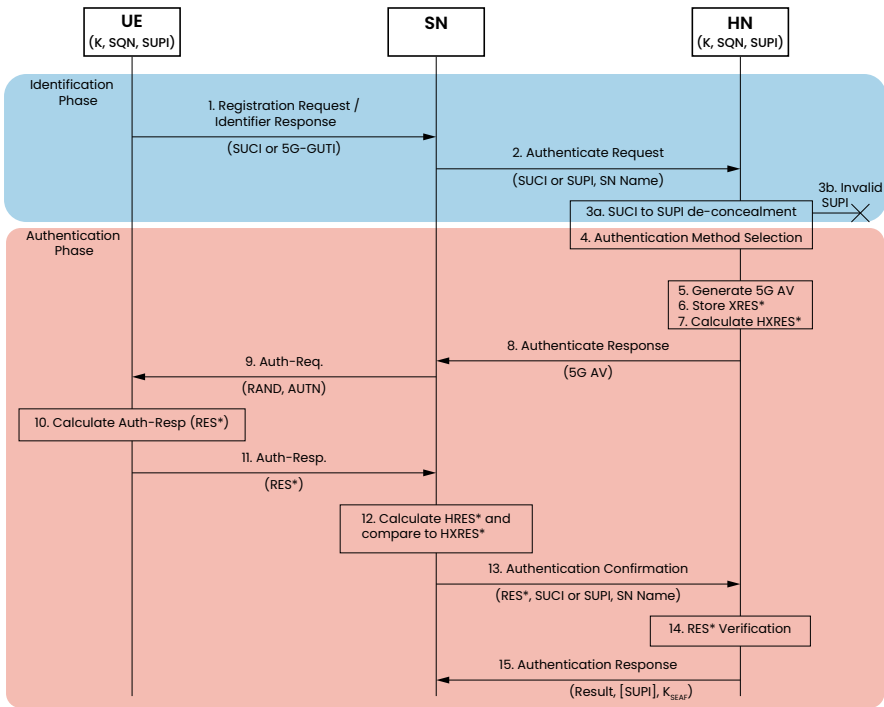 UE
(K, SQN, SUPI)
SN
HN
(K, SQN, SUPI)
Identification
Phase
1. Registration Request /
Identifier Response
(SUCI or 5G-GUTI)
2. Authenticate Request
(SUCI or SUPI, SN Name)
3b. Invalid
SUPI
3a. SUCI to SUPI de-concealment
Authentication
Phase
4. Authentication Method Selection
5. Generate 5G AV
6. Store XRES*
7. Calculate HXRES*
8. Authenticate Response
(5G AV)
9. Auth-Req.
(RAND, AUTN)
10. Calculate Auth-Resp (RES*)
11. Auth-Resp.
(RES*)
12. Calculate HRES* and
compare to HXRES*
13. Authentication Confirmation
(RES*, SUCI or SUPI, SN Name)
14. RES* Verification
15. Authentication Response
(Result, [SUPI], K_SEAF)